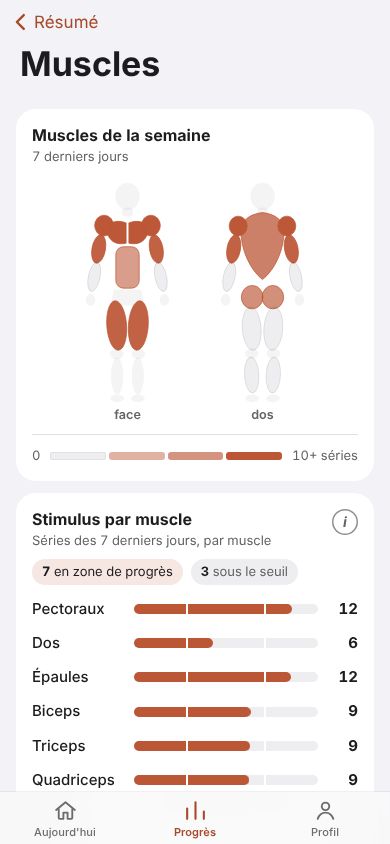 Résumé
Muscles
Muscles de la semaine
7 derniers jours
face
dos
0
10+ séries
Stimulus par muscle
i
Séries des 7 derniers jours, par muscle
7 en zone de progrès
3 sous le seuil
Pectoraux 12
Dos 6
Épaules 12
Biceps 9
Triceps 9
Quadriceps 9
Aujourd'hui
Progrès
Profil